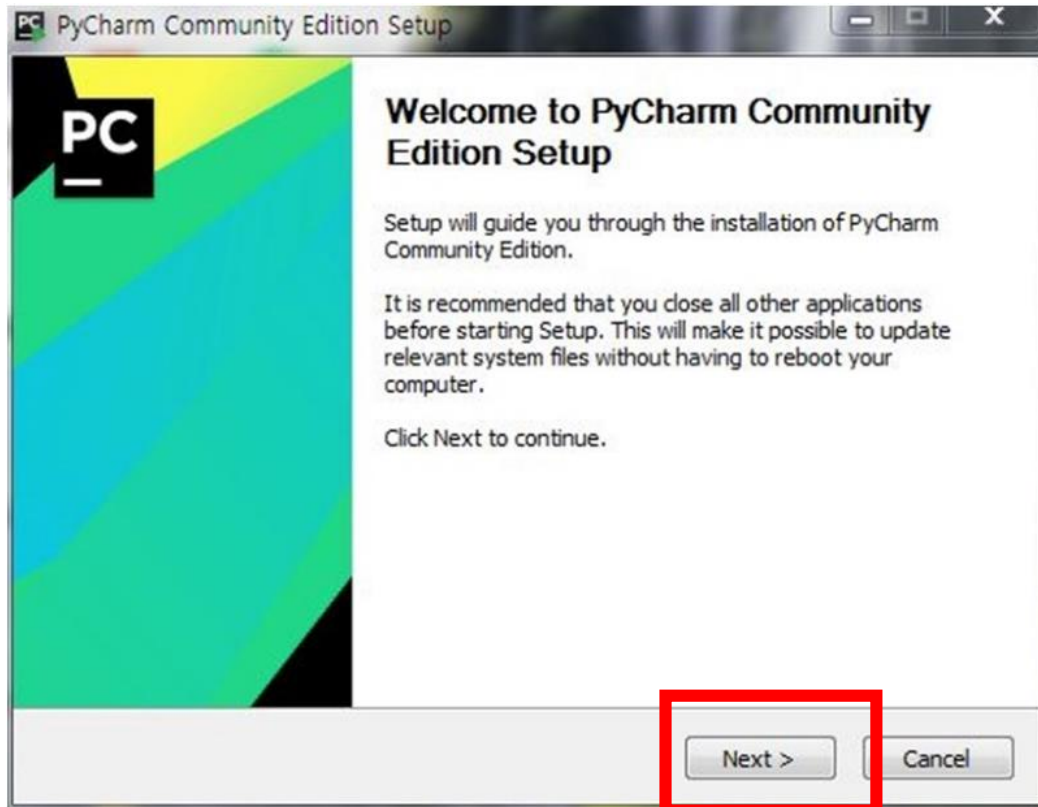 PyCharm Community Edition Setup
PC
Welcome to PyCharm Community
Edition Setup
Setup will guide you through the installation of PyCharm
Community Edition.
It is recommended that you close all other applications
before starting Setup. This will make it possible to update
relevant system files without having to reboot your
computer.
Click Next to continue.
Next >
Cancel